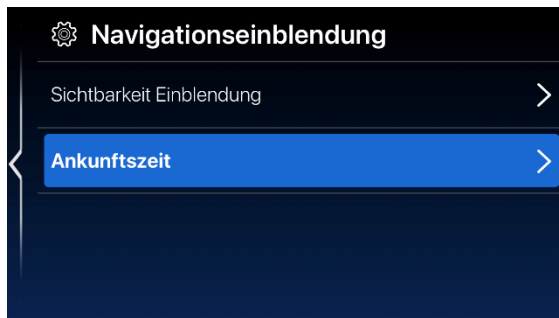 Navigationseinblendung
Sichtbarkeit Einblendung
Ankunftszeit